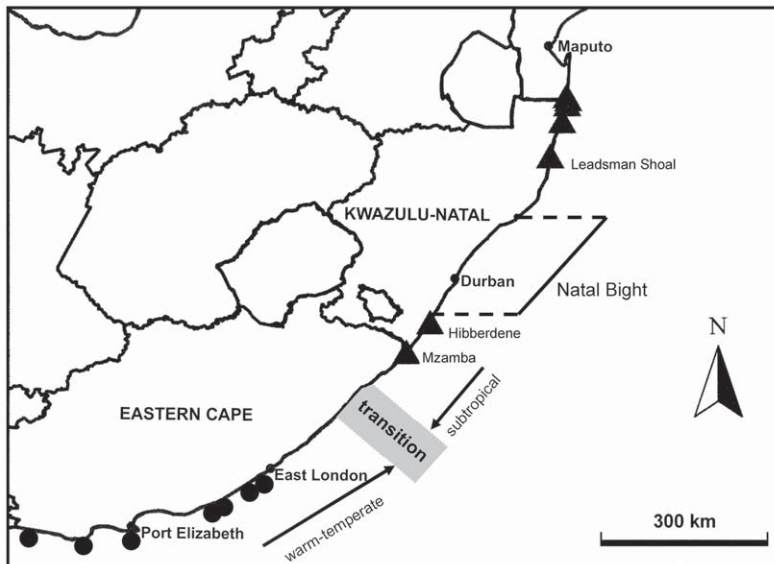 Maputo
Leadsman Shoal
KWAZULU-NATAL
Durban
Natal Bight
Hibberdene
N
Mzamba
subtropical
EASTERN CAPE
transition
East London
Port Elizabeth
warm-temperate
300 km